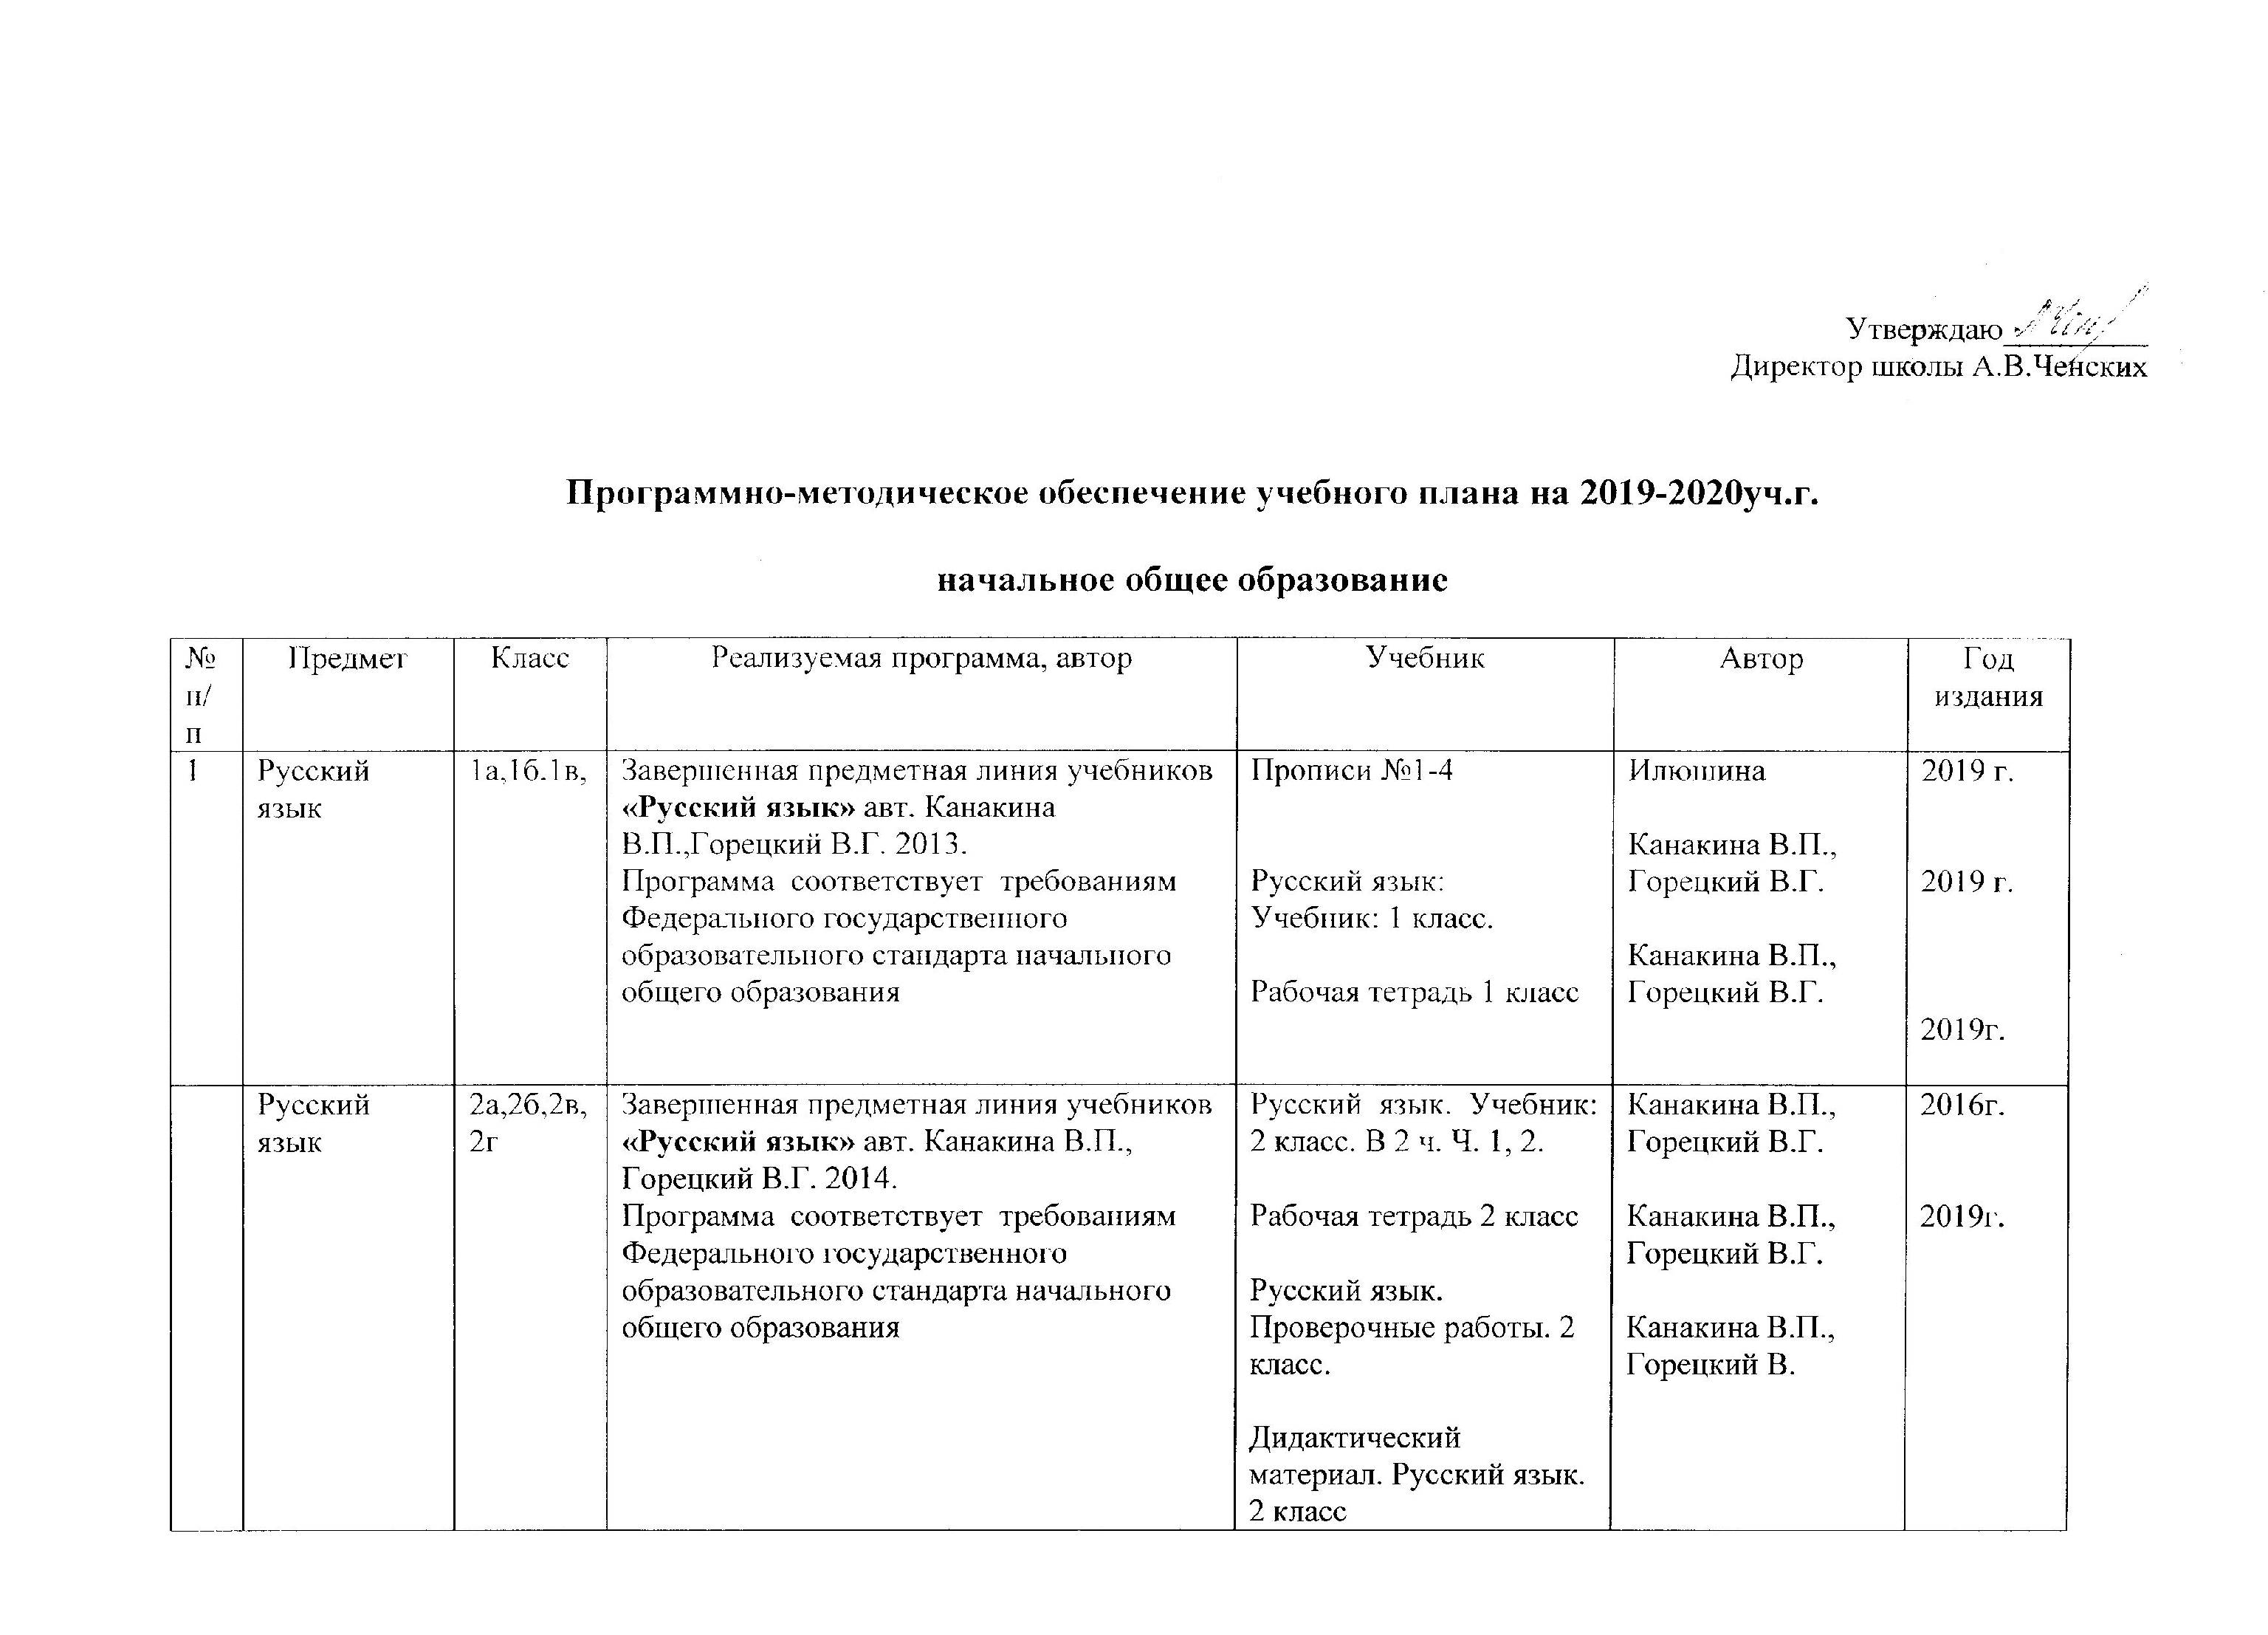 Утверждаю
Директор школы А.В.Ченских
Программно-методическое обеспечение учебного плана на 2019-2020уч.г.
начальное общее образование
№ п/п
Предмет
Класс
Реализуемая программа, автор
Учебник
Автор
Год
издания
1
Русский
язык
1а,1б.1в,
Завершенная предметная линия учебников
«Русский язык» авт. Канакина
В.П.,Горецкий В.Г. 2013.
Программа соответствует требованиям
Федерального государственного
образовательного стандарта начального
общего образования
Прописи №1-4
Русский язык:
Учебник: 1 класс.
Рабочая тетрадь 1 класс
Илюшина
Канакина В.П.,
Горецкий В.Г.
Канакина В.П.,
Горецкий В.Г.
2019 г.
2019 г.
2019г.
Русский
язык
2а,2б,2в,
2г
Завершенная предметная линия учебников
«Русский язык» авт. Канакина В.П.,
Горецкий В.Г. 2014.
Программа соответствует требованиям
Федерального государственного
образовательного стандарта начального
общего образования
Русский язык. Учебник:
2 класс. В 2 ч. Ч. 1, 2.
Рабочая тетрадь 2 класс
Русский язык.
Проверочные работы. 2
класс.
Дидактический
материал. Русский язык.
2 класс
Канакина В.П.,
Горецкий В.Г.
Канакина В.П.,
Горецкий В.Г.
Канакина В.П.,
Горецкий В.
2016г.
2019г.